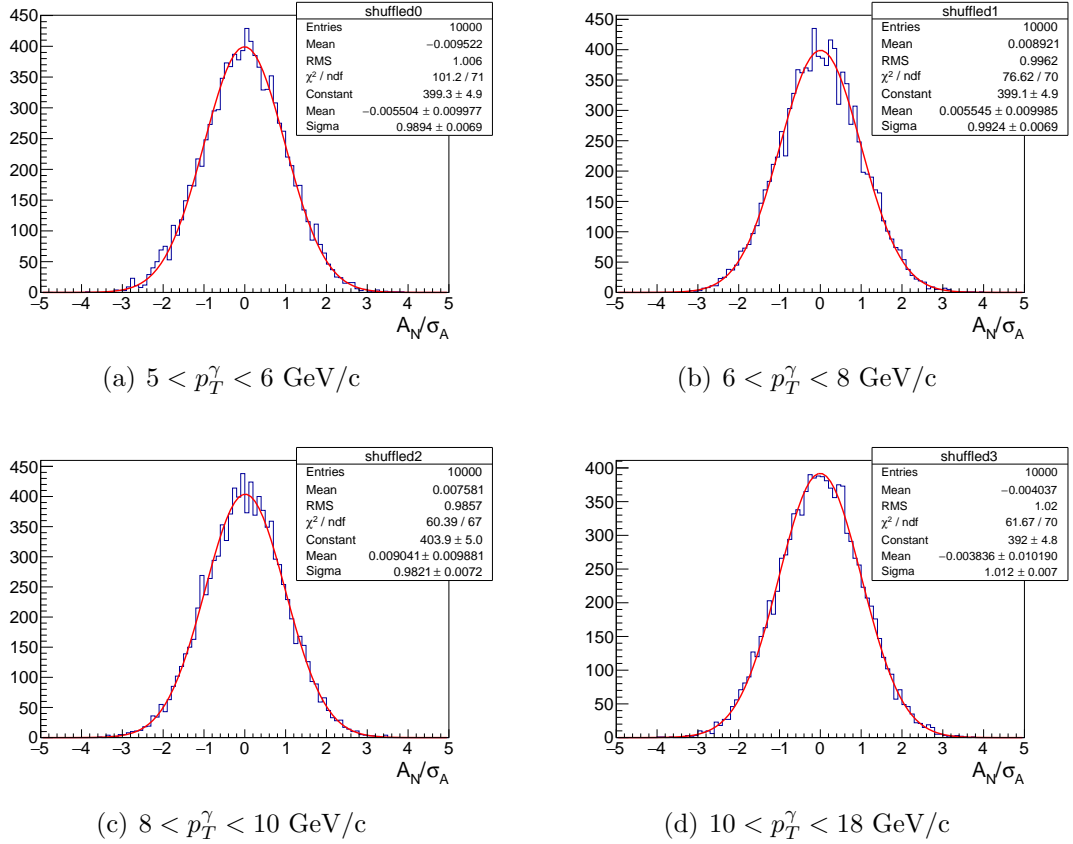 shuffled0
Entries 10000
Mean −0.009522
RMS 1.006
χ² / ndf 101.2 / 71
Constant 399.3 ± 4.9
Mean −0.005504 ± 0.009977
Sigma 0.9894 ± 0.0069
450
400
350
300
250
200
150
100
50
0
−5 −4 −3 −2 −1 0 1 2 3 4 5
A_N/σ_A
(a) 5 < p_T^γ < 6 GeV/c
shuffled1
Entries 10000
Mean 0.008921
RMS 0.9962
χ² / ndf 76.62 / 70
Constant 399.1 ± 4.9
Mean 0.005545 ± 0.009985
Sigma 0.9924 ± 0.0069
450
400
350
300
250
200
150
100
50
0
−5 −4 −3 −2 −1 0 1 2 3 4 5
A_N/σ_A
(b) 6 < p_T^γ < 8 GeV/c
shuffled2
Entries 10000
Mean 0.007581
RMS 0.9857
χ² / ndf 60.39 / 67
Constant 403.9 ± 5.0
Mean 0.009041 ± 0.009881
Sigma 0.9821 ± 0.0072
450
400
350
300
250
200
150
100
50
0
−5 −4 −3 −2 −1 0 1 2 3 4 5
A_N/σ_A
(c) 8 < p_T^γ < 10 GeV/c
shuffled3
Entries 10000
Mean −0.004037
RMS 1.02
χ² / ndf 61.67 / 70
Constant 392 ± 4.8
Mean −0.003836 ± 0.010190
Sigma 1.012 ± 0.007
400
350
300
250
200
150
100
50
0
−5 −4 −3 −2 −1 0 1 2 3 4 5
A_N/σ_A
(d) 10 < p_T^γ < 18 GeV/c